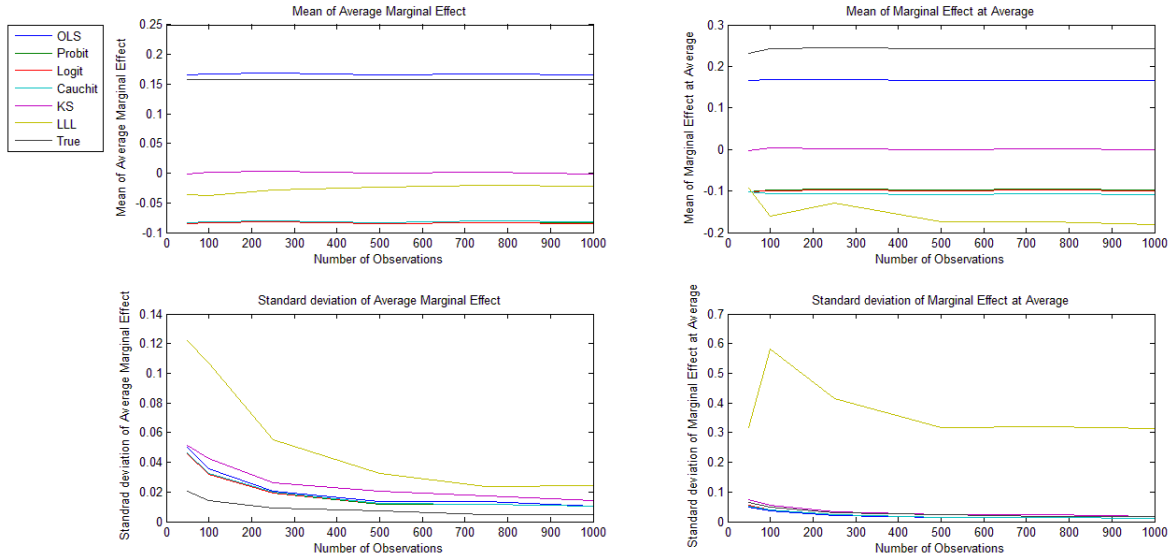 Mean of Average Marginal Effect
OLS
Probit
Logit
Cauchit
KS
LLL
True
Mean of Average Marginal Effect
0.25
0.2
0.15
0.1
0.05
0
-0.05
-0.1
0 100 200 300 400 500 600 700 800 900 1000
Number of Observations
Mean of Marginal Effect at Average
Mean of Marginal Effect at Average
0.3
0.2
0.1
0
-0.1
-0.2
0 100 200 300 400 500 600 700 800 900 1000
Number of Observations
Standard deviation of Average Marginal Effect
Standrad deviation of Average Marginal Effect
0.14
0.12
0.1
0.08
0.06
0.04
0.02
0
0 100 200 300 400 500 600 700 800 900 1000
Number of Observations
Standard deviation of Marginal Effect at Average
Standard deviation of Marginal Effect at Average
0.7
0.6
0.5
0.4
0.3
0.2
0.1
0
0 100 200 300 400 500 600 700 800 900 1000
Number of Observations